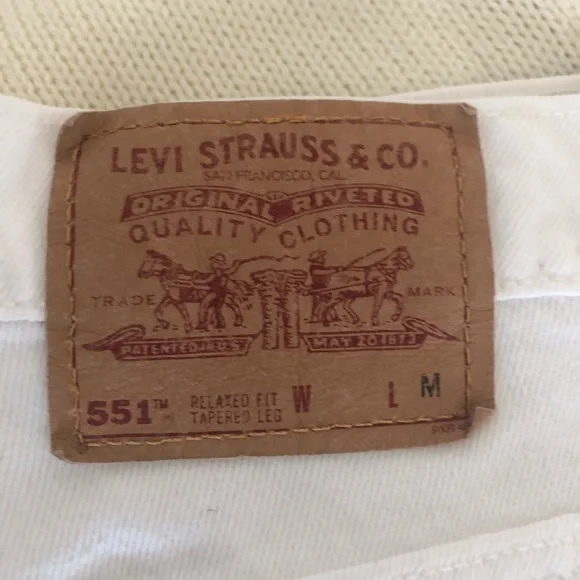 LEVI STRAUSS & CO.
SAN FRANCISCO, CAL.
ORIGINAL RIVETED
QUALITY CLOTHING
TRADE MARK
PATENTED IN U.S. MAY 20 1873
551™ RELAXED FIT W L M
TAPERED LEG